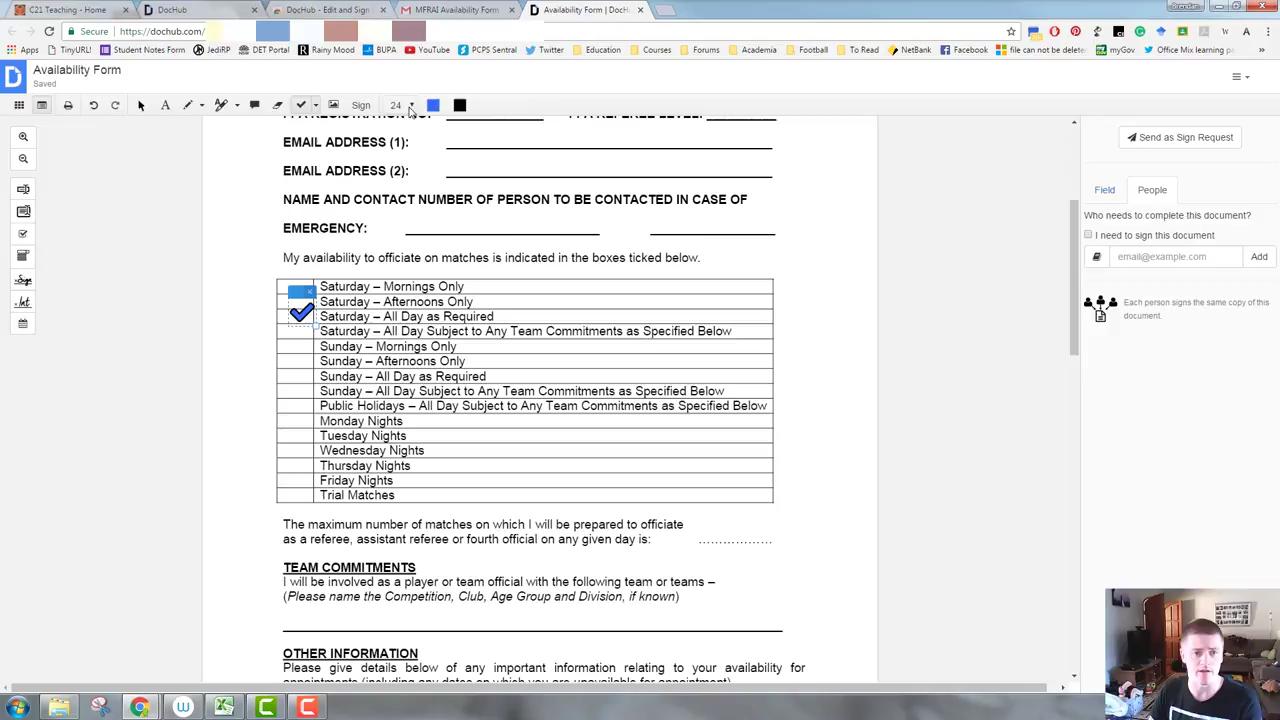 C21 Teaching - Home
DocHub
DocHub - Edit and Sign
MFRAI Availability Form
Availability Form | DocH
Brendan
Secure
https://dochub.com/
Apps
TinyURL!
Student Notes Form
JediRP
DET Portal
Rainy Mood
BUPA
YouTube
PCPS Sentral
Twitter
Education
Courses
Forums
Academia
Football
To Read
NetBank
Facebook
file can not be delete
myGov
Office Mix learning p
Availability Form
Saved
Sign
24
EMAIL ADDRESS (1):
EMAIL ADDRESS (2):
NAME AND CONTACT NUMBER OF PERSON TO BE CONTACTED IN CASE OF
EMERGENCY:
My availability to officiate on matches is indicated in the boxes ticked below.
Saturday – Mornings Only
Saturday – Afternoons Only
Saturday – All Day as Required
Saturday – All Day Subject to Any Team Commitments as Specified Below
Sunday – Mornings Only
Sunday – Afternoons Only
Sunday – All Day as Required
Sunday – All Day Subject to Any Team Commitments as Specified Below
Public Holidays – All Day Subject to Any Team Commitments as Specified Below
Monday Nights
Tuesday Nights
Wednesday Nights
Thursday Nights
Friday Nights
Trial Matches
The maximum number of matches on which I will be prepared to officiate
as a referee, assistant referee or fourth official on any given day is: ………………
TEAM COMMITMENTS
I will be involved as a player or team official with the following team or teams –
(Please name the Competition, Club, Age Group and Division, if known)
OTHER INFORMATION
Please give details below of any important information relating to your availability for
appointments (including any dates on which you are unavailable for appointment)
Send as Sign Request
Field
People
Who needs to complete this document?
I need to sign this document
email@example.com
Add
Each person signs the same copy of this
document.